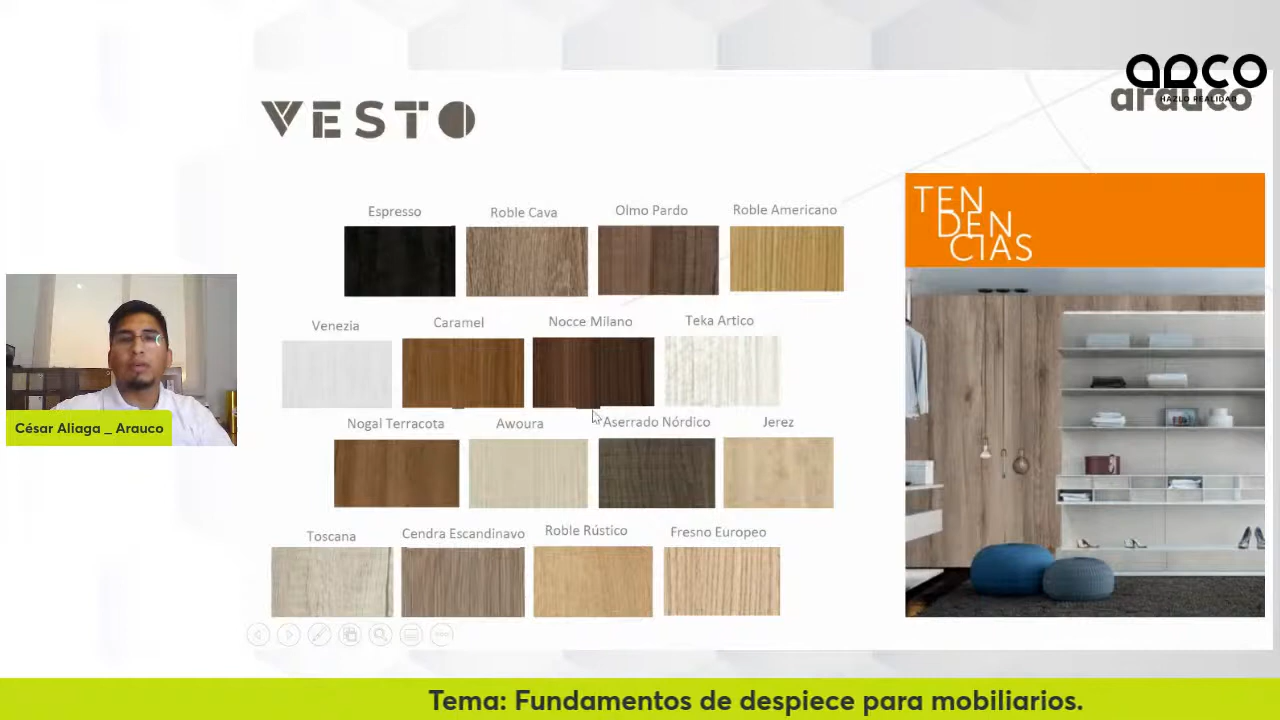 VESTO
arco
HAZLO REALIDAD
arauco
TEN
DEN
CIAS
Espresso
Roble Cava
Olmo Pardo
Roble Americano
Venezia
Caramel
Nocce Milano
Teka Artico
Nogal Terracota
Awoura
Aserrado Nórdico
Jerez
Toscana
Cendra Escandinavo
Roble Rústico
Fresno Europeo
César Aliaga _ Arauco
Tema: Fundamentos de despiece para mobiliarios.